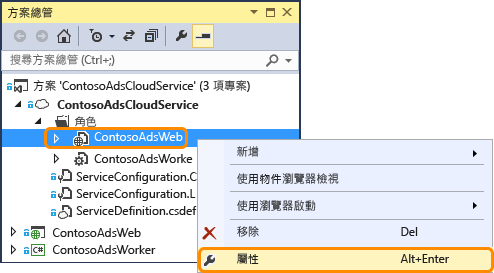 方案總管
搜尋方案總管 (Ctrl+;)
方案 'ContosoAdsCloudService' (3 項專案)
ContosoAdsCloudService
角色
ContosoAdsWeb
ContosoAdsWorke
ServiceConfiguration.C
ServiceConfiguration.L
ServiceDefinition.csdef
ContosoAdsWeb
C# ContosoAdsWorker
新增
使用物件瀏覽器檢視
使用瀏覽器啟動
移除 Del
屬性 Alt+Enter